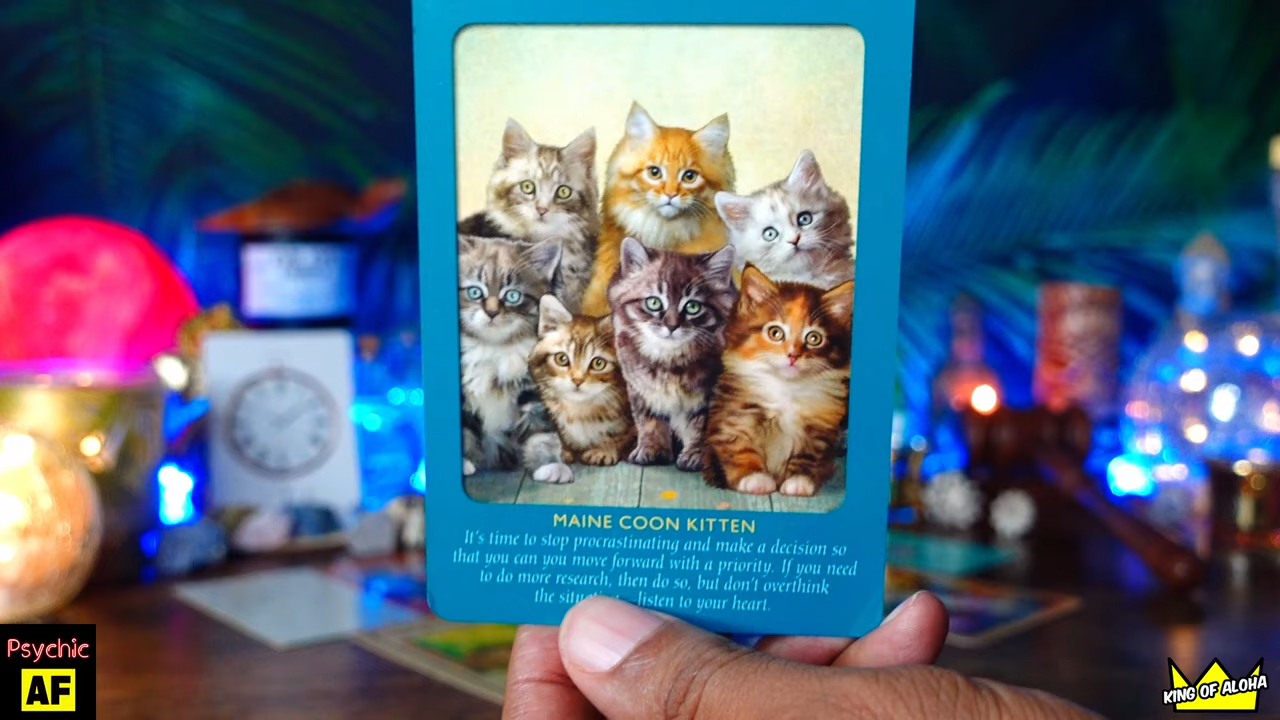 MAINE COON KITTEN
It's time to stop procrastinating and make a decision so
that you can you move forward with a priority. If you need
to do more research, then do so, but don't overthink
the listen to your heart.
Psychic
AF
KING OF ALOHA